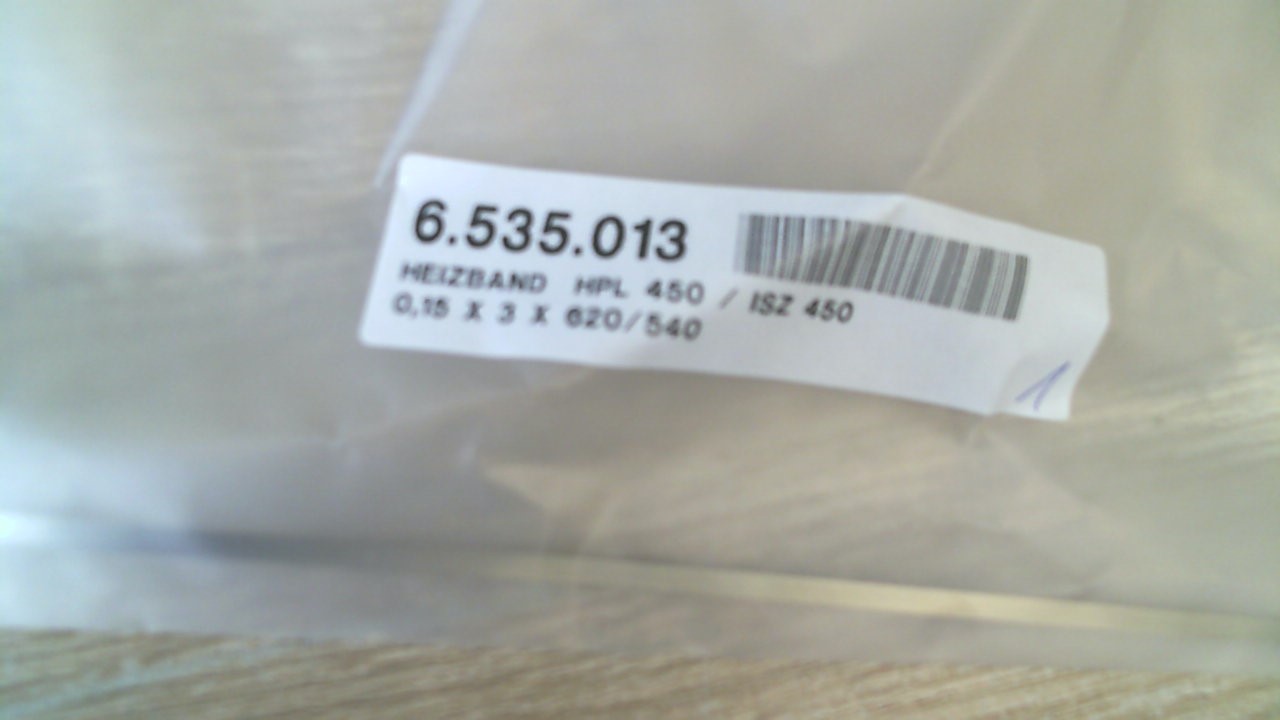 6.535.013
HEIZBAND HPL 450 / ISZ 450
0,15 X 3 X 620/540
1